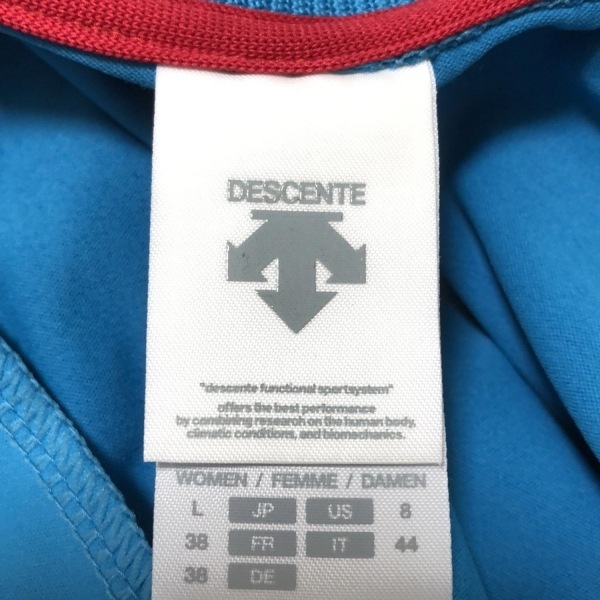 DESCENTE
"descente functional sportsystem"
offers the best performance
by combining research on the human body,
climatic conditions, and biomechanics.
WOMEN / FEMME / DAMEN
L JP US 8
38 FR IT 44
38 DE